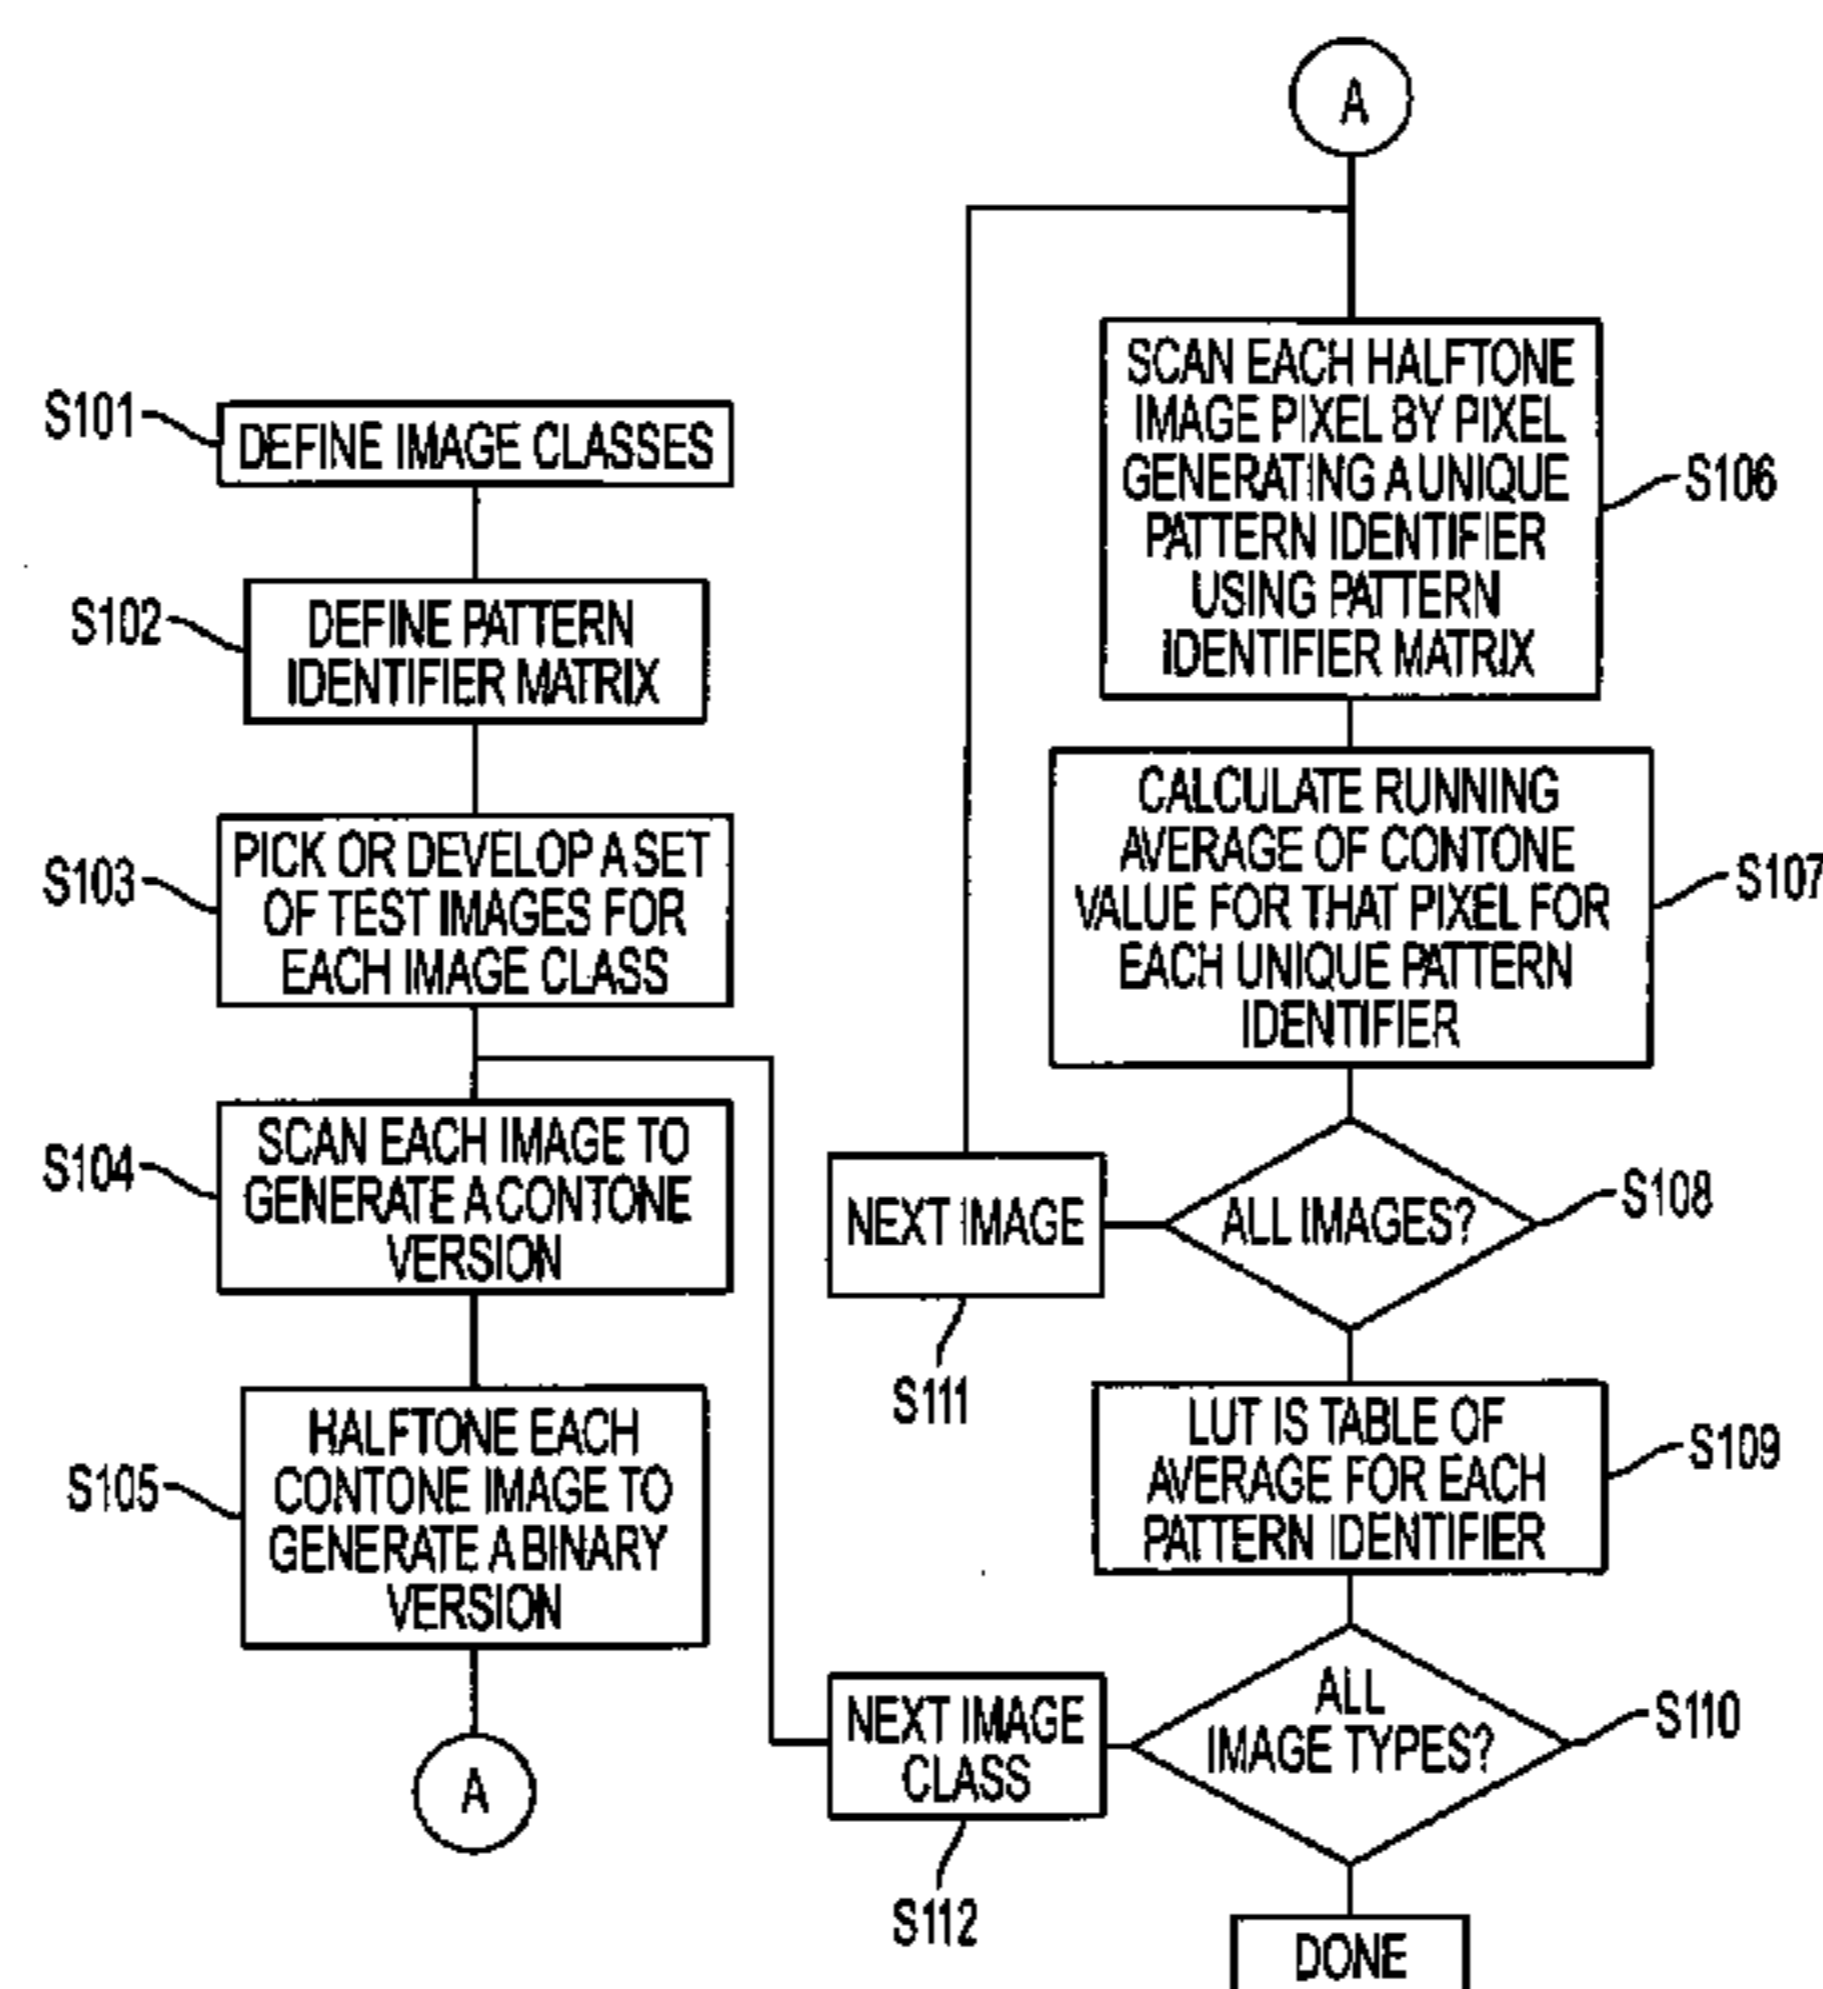 S101
DEFINE IMAGE CLASSES
S102
DEFINE PATTERN
IDENTIFIER MATRIX
S103
PICK OR DEVELOP A SET
OF TEST IMAGES FOR
EACH IMAGE CLASS
S104
SCAN EACH IMAGE TO
GENERATE A CONTONE
VERSION
S105
HALFTONE EACH
CONTONE IMAGE TO
GENERATE A BINARY
VERSION
A
A
SCAN EACH HALFTONE
IMAGE PIXEL BY PIXEL
GENERATING A UNIQUE
PATTERN IDENTIFIER
USING PATTERN
IDENTIFIER MATRIX
S106
CALCULATE RUNNING
AVERAGE OF CONTONE
VALUE FOR THAT PIXEL FOR
EACH UNIQUE PATTERN
IDENTIFIER
S107
ALL IMAGES?
S108
NEXT IMAGE
S111
LUT IS TABLE OF
AVERAGE FOR EACH
PATTERN IDENTIFIER
S109
ALL
IMAGE TYPES?
S110
NEXT IMAGE
CLASS
S112
DONE